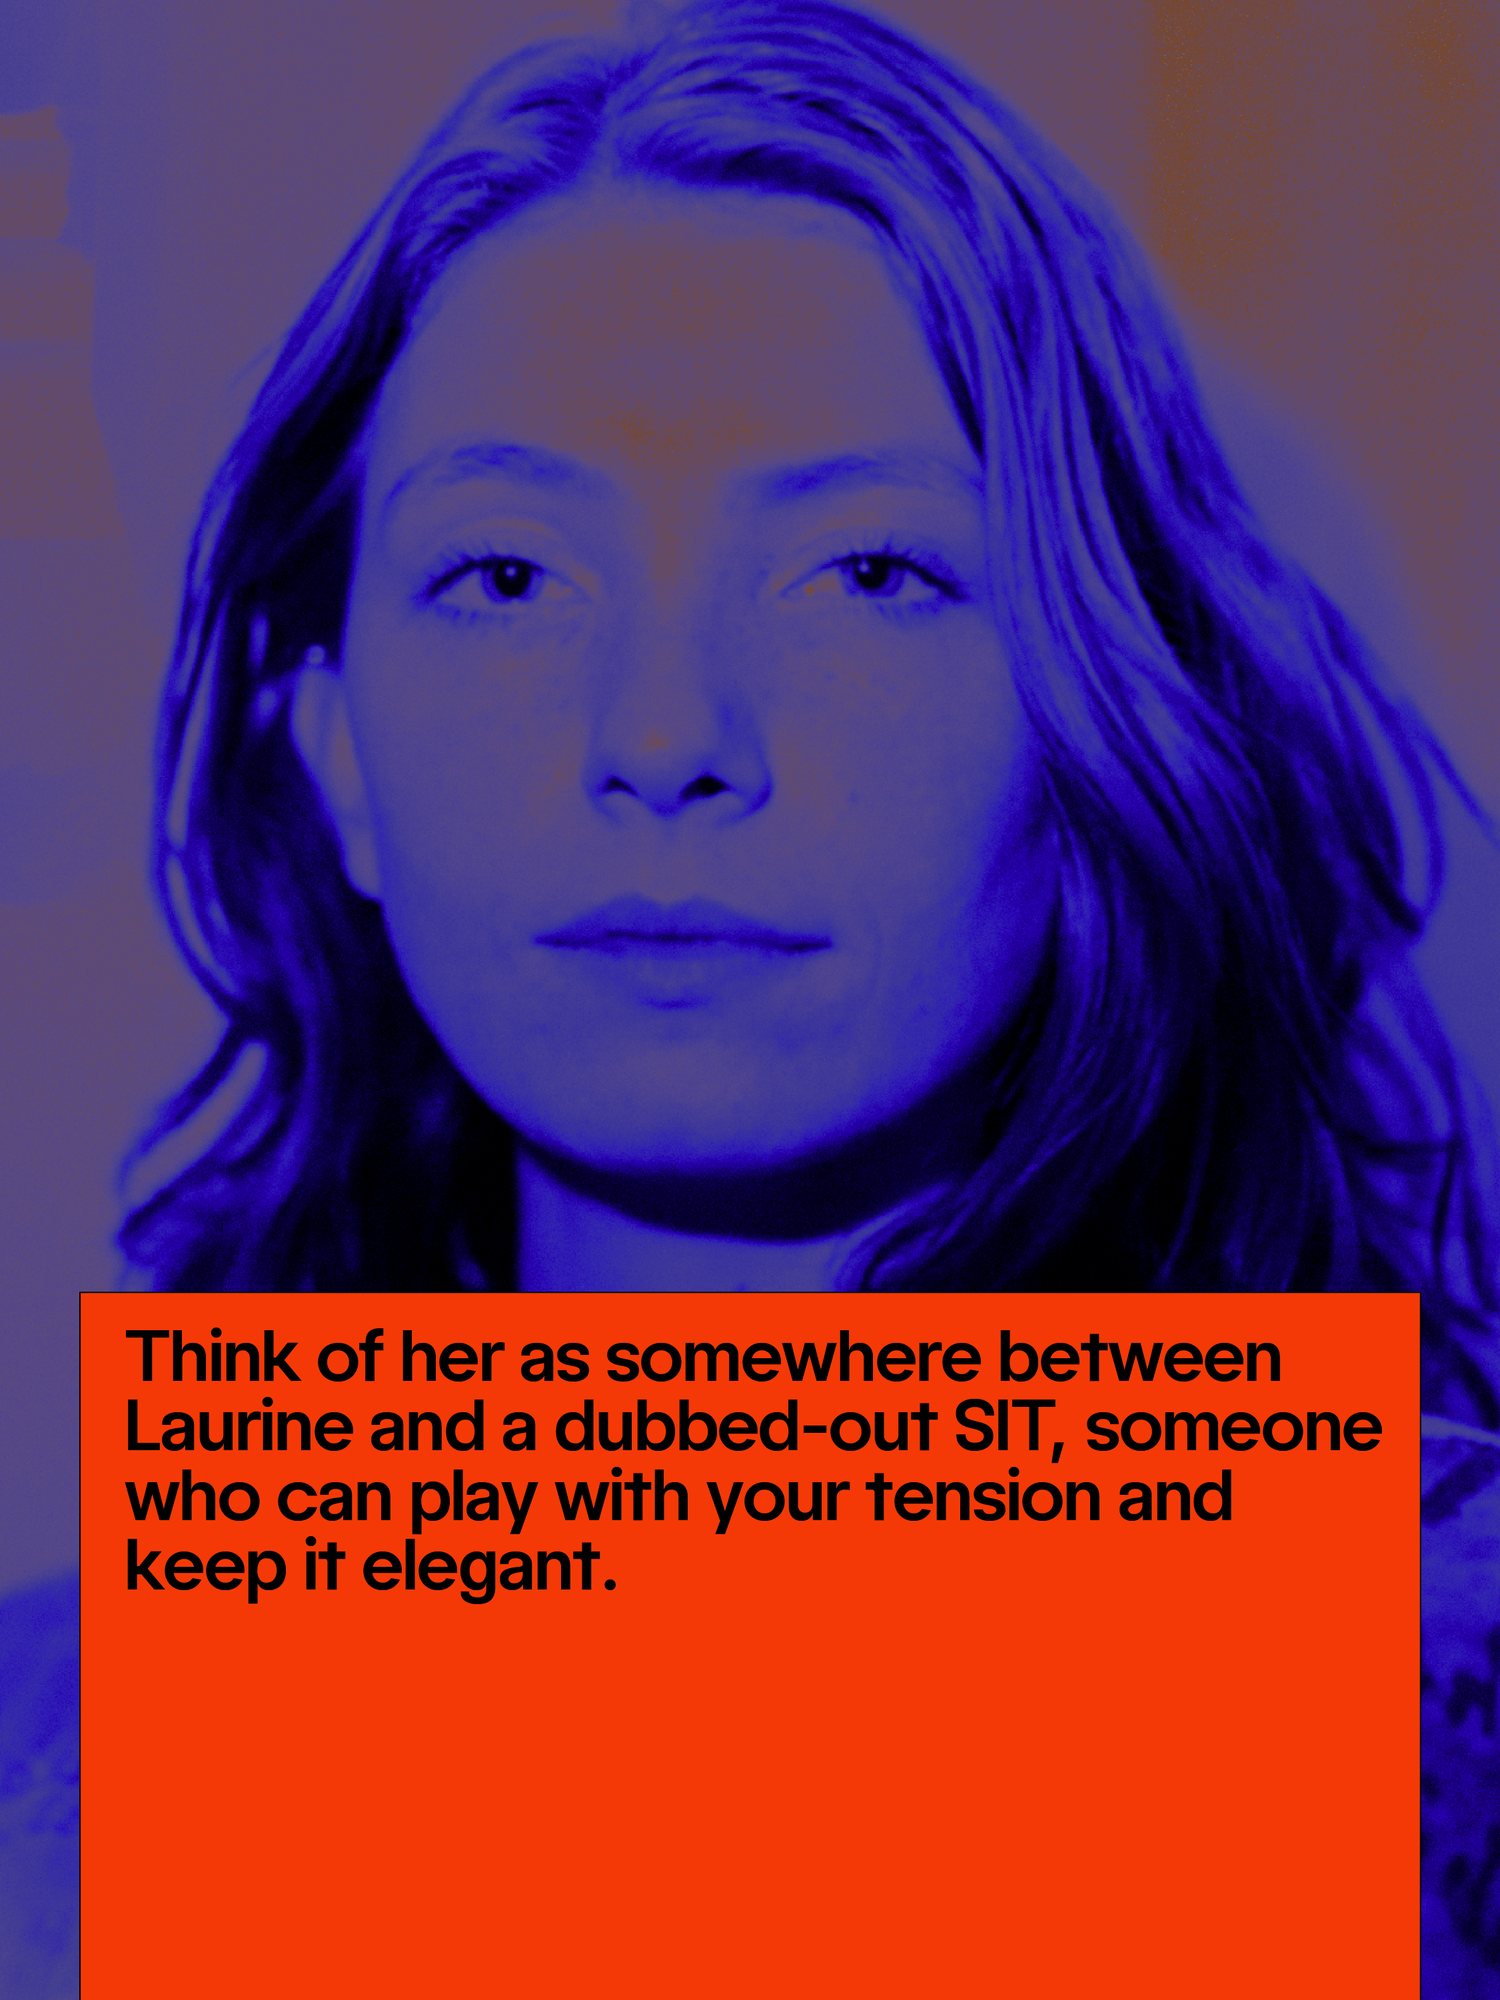 Think of her as somewhere between
Laurine and a dubbed-out SIT, someone
who can play with your tension and
keep it elegant.